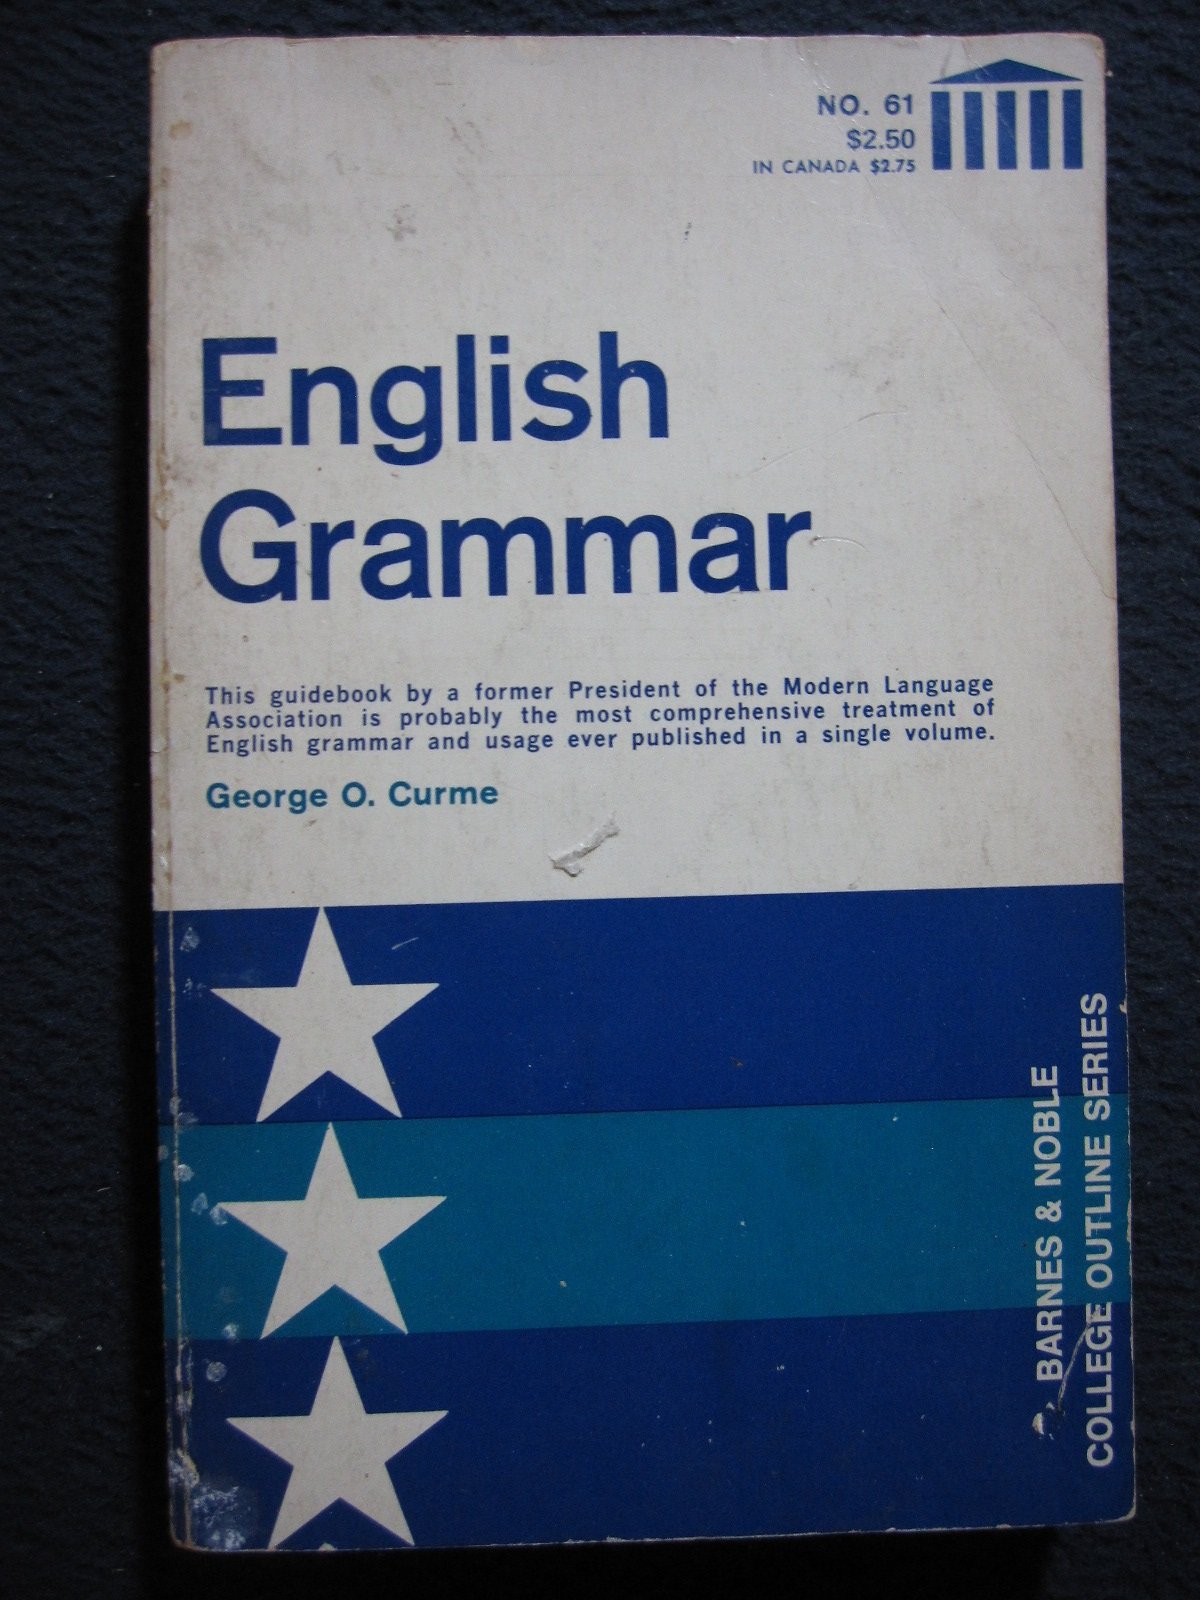 NO. 61
$2.50
IN CANADA $2.75
English
Grammar
This guidebook by a former President of the Modern Language
Association is probably the most comprehensive treatment of
English grammar and usage ever published in a single volume.
George O. Curme
BARNES & NOBLE
COLLEGE OUTLINE SERIES